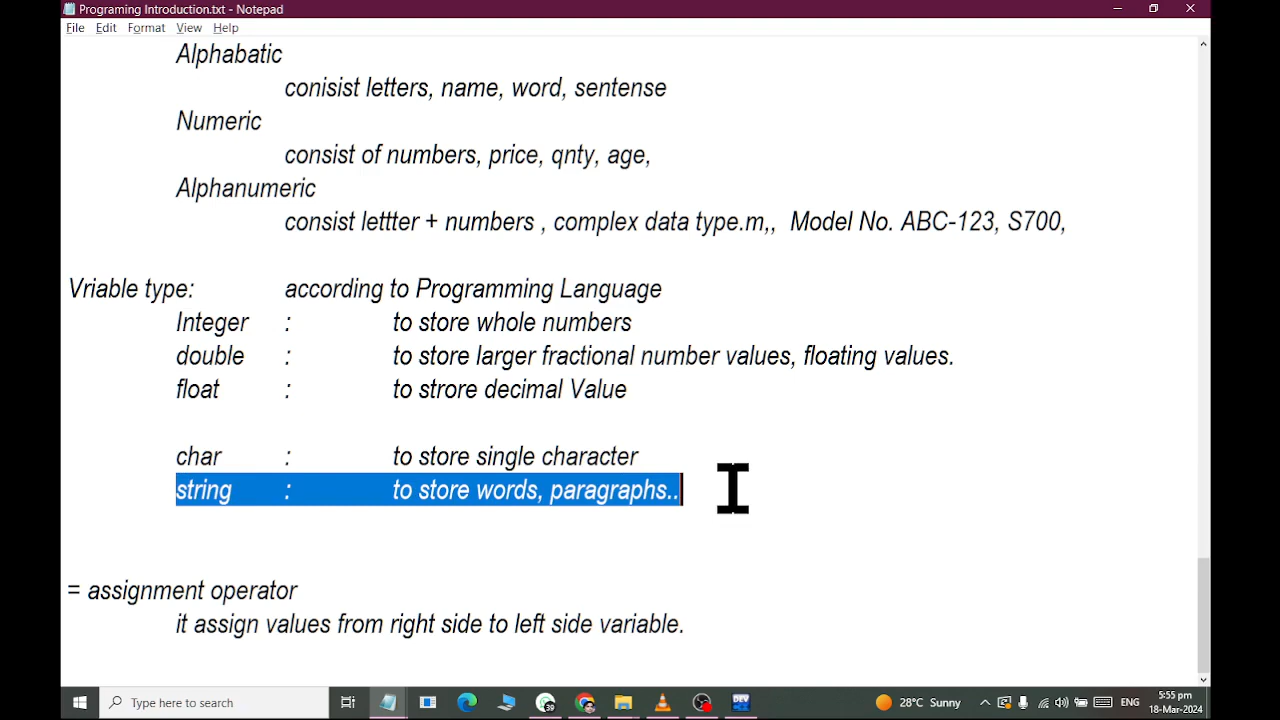 Programing Introduction.txt - Notepad
File Edit Format View Help
Alphabatic
conisist letters, name, word, sentense
Numeric
consist of numbers, price, qnty, age,
Alphanumeric
consist lettter + numbers , complex data type.m,, Model No. ABC-123, S700,
Vriable type: according to Programming Language
Integer : to store whole numbers
double : to store larger fractional number values, floating values.
float : to strore decimal Value
char : to store single character
string : to store words, paragraphs..
= assignment operator
it assign values from right side to left side variable.
Type here to search
DEV
28°C Sunny
ENG
5:55 pm
18-Mar-2024